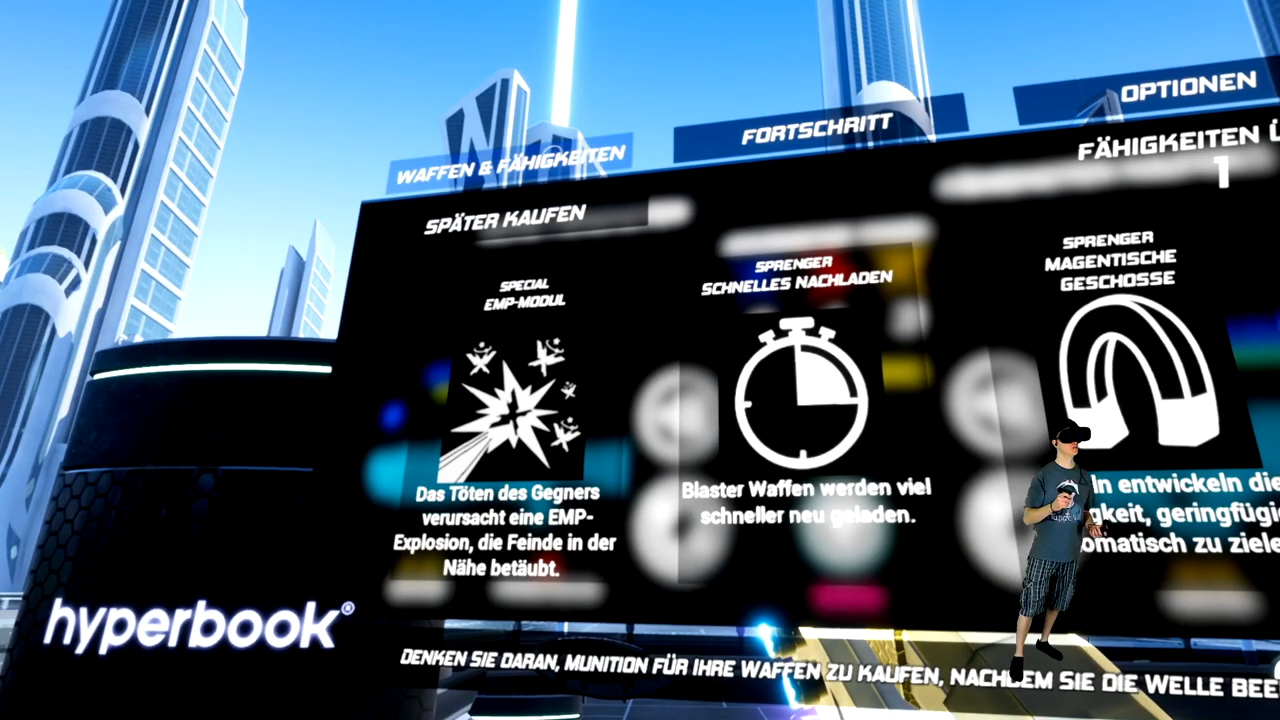 WAFFEN & FÄHIGKEITEN
FORTSCHRITT
OPTIONEN
SPÄTER KAUFEN
FÄHIGKEITEN
1
SPECIAL
EMP-MODUL
Das Töten des Gegners
verursacht eine EMP-
Explosion, die Feinde in der
Nähe betäubt.
SPRENGER
SCHNELLES NACHLADEN
Blaster Waffen werden viel
schneller neu geladen.
SPRENGER
MAGENTISCHE
GESCHOSSE
entwickeln
geringfügig
zu
hyperbook®
DENKEN SIE DARAN, MUNITION FÜR IHRE WAFFEN ZU KAUFEN, NACHDEM SIE DIE WELLE